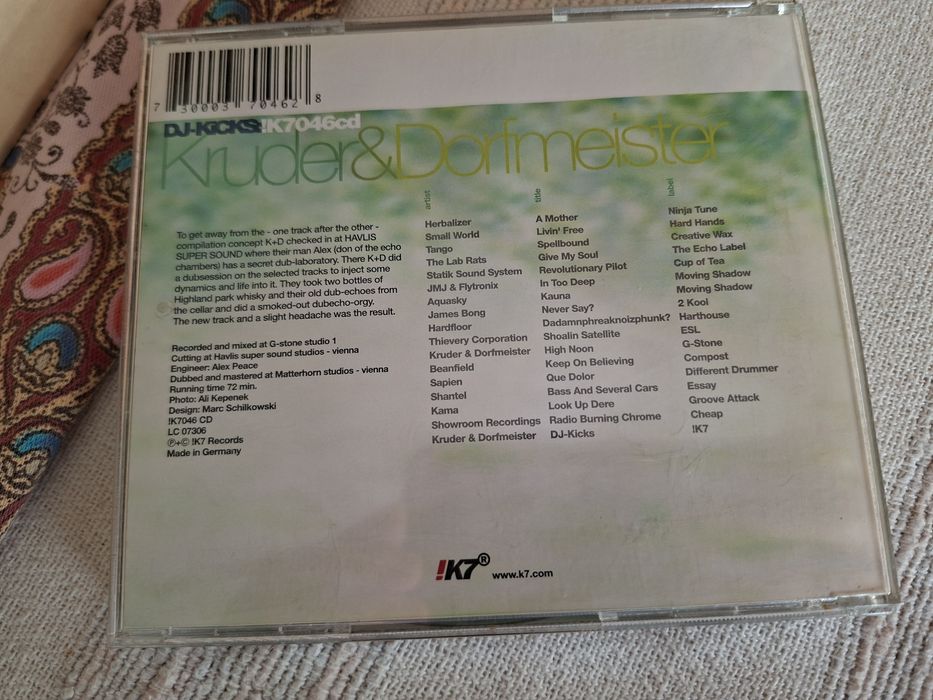 7 30003 70462 8
DJ-KiCKS:!K7046cd
Kruder&Dorfmeister
To get away from the - one track after the other -
compilation concept K+D checked in at HAVLIS
SUPER SOUND where their man Alex (don of the echo
chambers) has a secret dub-laboratory. There K+D did
a dubsession on the selected tracks to inject some
dynamics and life into it. They took two bottles of
Highland park whisky and their old dub-echoes from
the cellar and did a smoked-out dubecho-orgy.
The new track and a slight headache was the result.
Recorded and mixed at G-stone studio 1
Cutting at Havlis super sound studios - vienna
Engineer: Alex Peace
Dubbed and mastered at Matterhorn studios - vienna
Running time 72 min.
Photo: Ali Kepenek
Design: Marc Schilkowski
!K7046 CD
LC 07306
℗+© !K7 Records
Made in Germany
artist title label
Herbalizer A Mother Ninja Tune
Small World Livin' Free Hard Hands
Tango Spellbound Creative Wax
The Lab Rats Give My Soul The Echo Label
Statik Sound System Revolutionary Pilot Cup of Tea
JMJ & Flytronix In Too Deep Moving Shadow
Aquasky Kauna Moving Shadow
James Bong Never Say? 2 Kool
Hardfloor Dadamnphreaknoizphunk? Harthouse
Thievery Corporation Shoalin Satellite ESL
Kruder & Dorfmeister High Noon G-Stone
Beanfield Keep On Believing Compost
Sapien Que Dolor Different Drummer
Shantel Bass And Several Cars Essay
Kama Look Up Dere Groove Attack
Showroom Recordings Radio Burning Chrome Cheap
Kruder & Dorfmeister DJ-Kicks !K7
!K7® www.k7.com